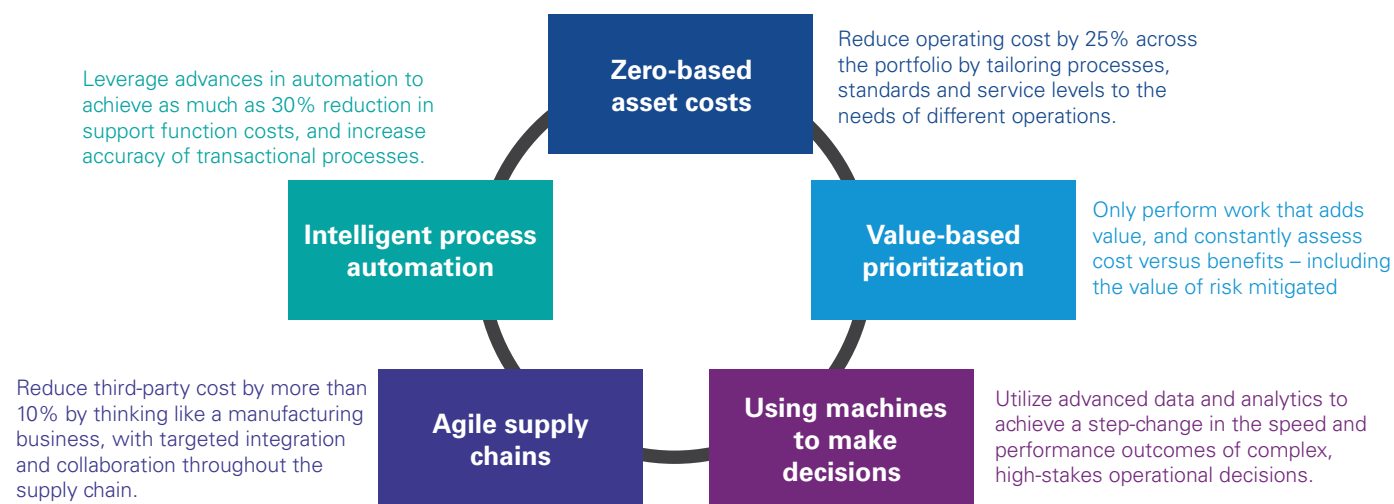 Zero-based
asset costs
Reduce operating cost by 25% across
the portfolio by tailoring processes,
standards and service levels to the
needs of different operations.
Value-based
prioritization
Only perform work that adds
value, and constantly assess
cost versus benefits – including
the value of risk mitigated
Using machines
to make
decisions
Utilize advanced data and analytics to
achieve a step-change in the speed and
performance outcomes of complex,
high-stakes operational decisions.
Agile supply
chains
Reduce third-party cost by more than
10% by thinking like a manufacturing
business, with targeted integration
and collaboration throughout the
supply chain.
Intelligent process
automation
Leverage advances in automation to
achieve as much as 30% reduction in
support function costs, and increase
accuracy of transactional processes.